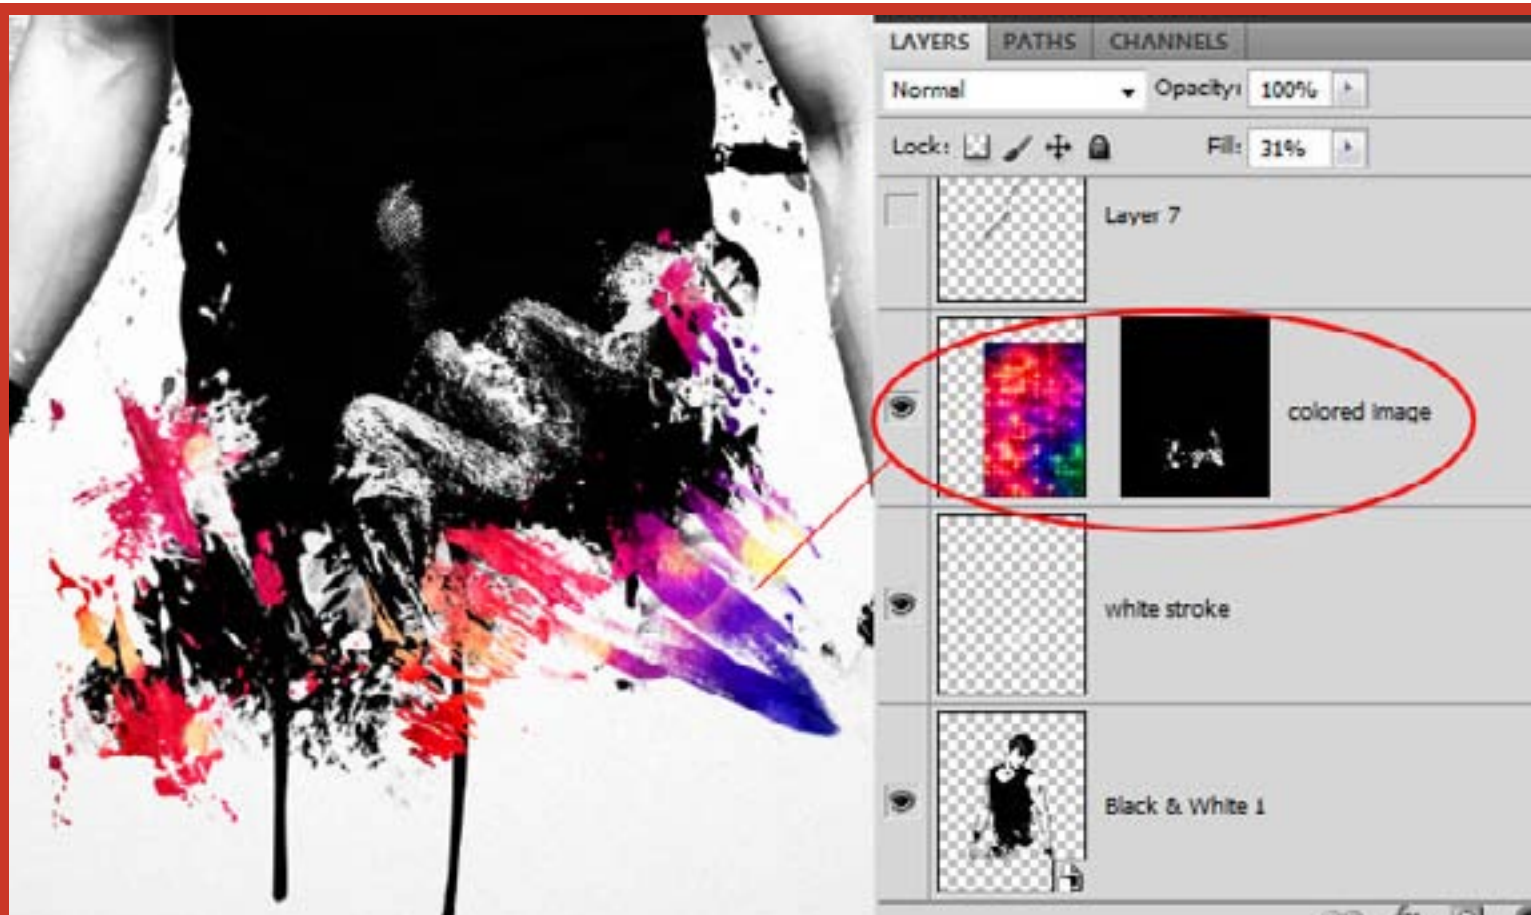 LAYERS PATHS CHANNELS
Normal Opacity: 100%
Lock: Fill: 31%
Layer 7
colored image
white stroke
Black & White 1